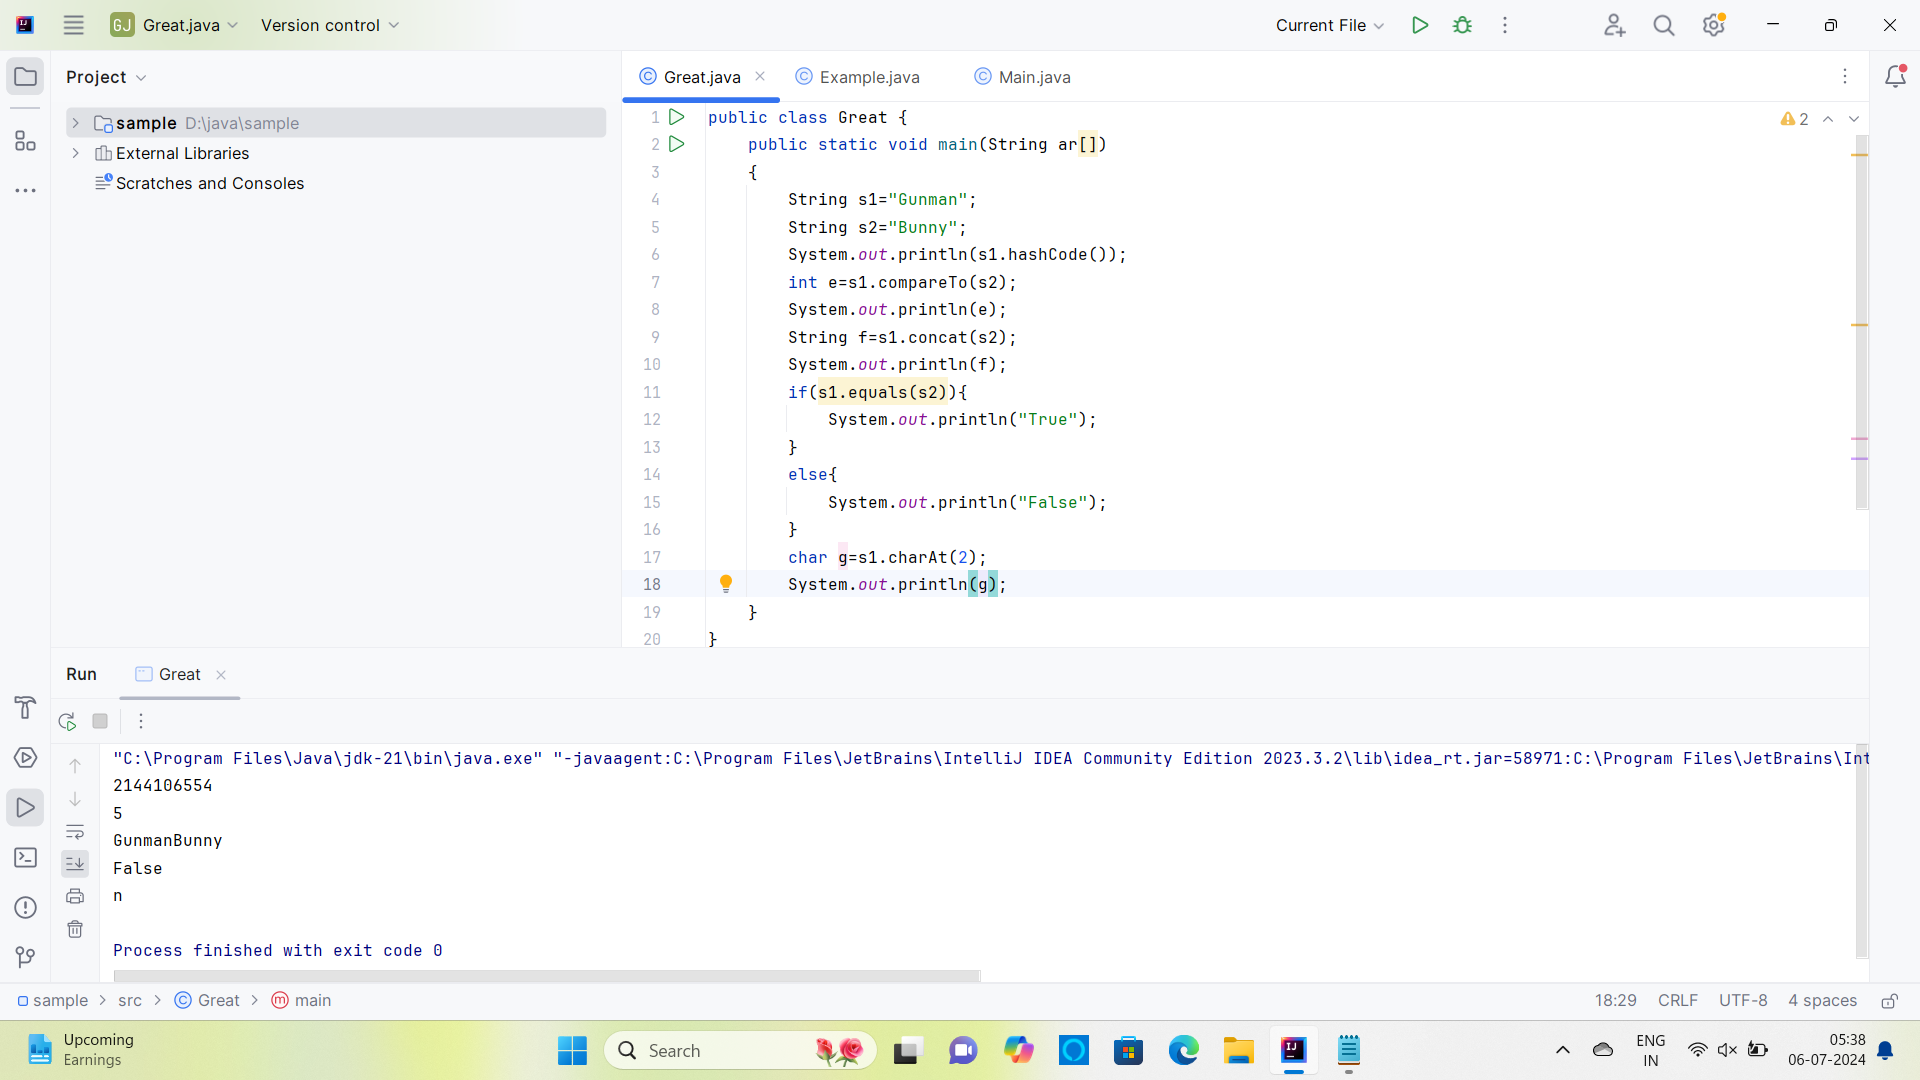 GJ Great.java Version control Current File
Project
sample D:\java\sample
External Libraries
Scratches and Consoles
Great.java Example.java Main.java
2
1 public class Great {
2 public static void main(String ar[])
3 {
4 String s1="Gunman";
5 String s2="Bunny";
6 System.out.println(s1.hashCode());
7 int e=s1.compareTo(s2);
8 System.out.println(e);
9 String f=s1.concat(s2);
10 System.out.println(f);
11 if(s1.equals(s2)){
12 System.out.println("True");
13 }
14 else{
15 System.out.println("False");
16 }
17 char g=s1.charAt(2);
18 System.out.println(g);
19 }
20 }
Run Great
"C:\Program Files\Java\jdk-21\bin\java.exe" "-javaagent:C:\Program Files\JetBrains\IntelliJ IDEA Community Edition 2023.3.2\lib\idea_rt.jar=58971:C:\Program Files\JetBrains\Int
2144106554
5
GunmanBunny
False
n
Process finished with exit code 0
sample > src > Great > main 18:29 CRLF UTF-8 4 spaces
Upcoming
Earnings
Search
ENG
IN
05:38
06-07-2024